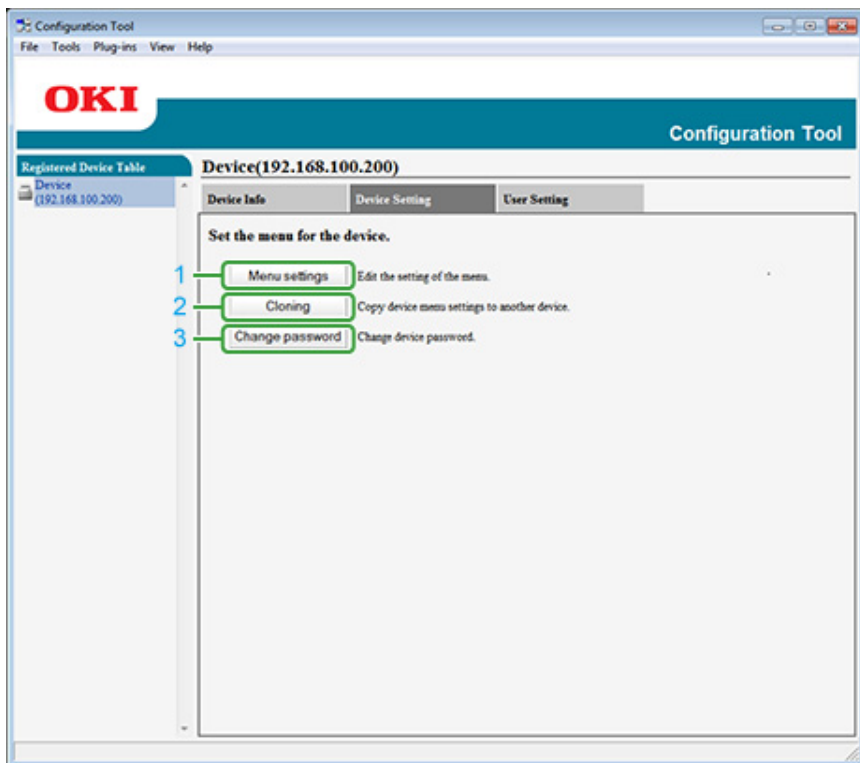 Configuration Tool
File Tools Plug-ins View Help
OKI
Configuration Tool
Registered Device Table
Device
(192.168.100.200)
Device(192.168.100.200)
Device Info Device Setting User Setting
Set the menu for the device.
1 Menu settings Edit the setting of the menu.
2 Cloning Copy device menu settings to another device.
3 Change password Change device password.